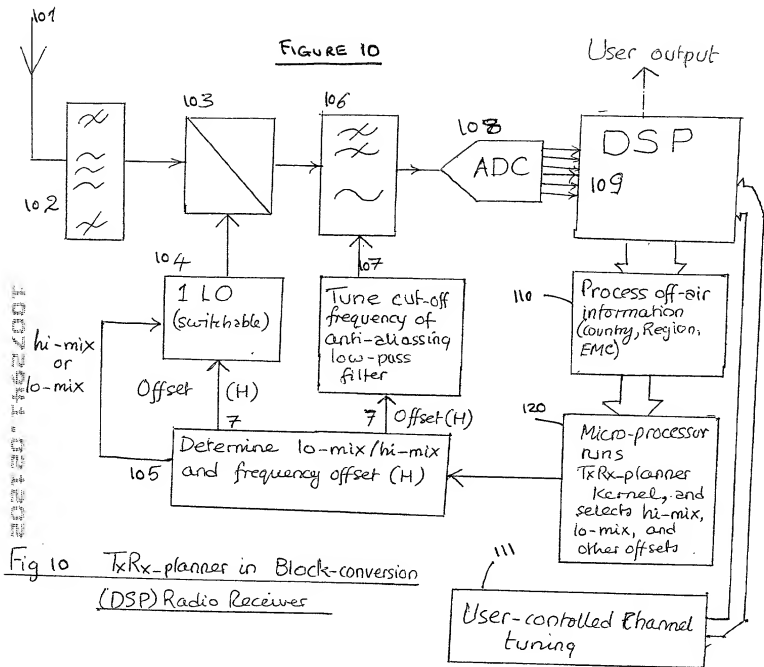 101
FIGURE 10
User output
103
106
108
DSP
109
ADC
102
104
107
1 LO
(switchable)
Tune cut-off
frequency of
anti-aliassing
low-pass
filter
110
Process off-air
information
(Country, Region,
EMC)
hi-mix
or
lo-mix
Offset (H)
7
7 Offset (H)
120
Micro-processor
runs
TxRx-planner
Kernel, and
selects hi-mix,
lo-mix, and
other offsets.
105
Determine lo-mix/hi-mix
and frequency offset (H)
Fig 10 TxRx-planner in Block-conversion
(DSP) Radio Receiver
111
User-contolled Channel
tuning